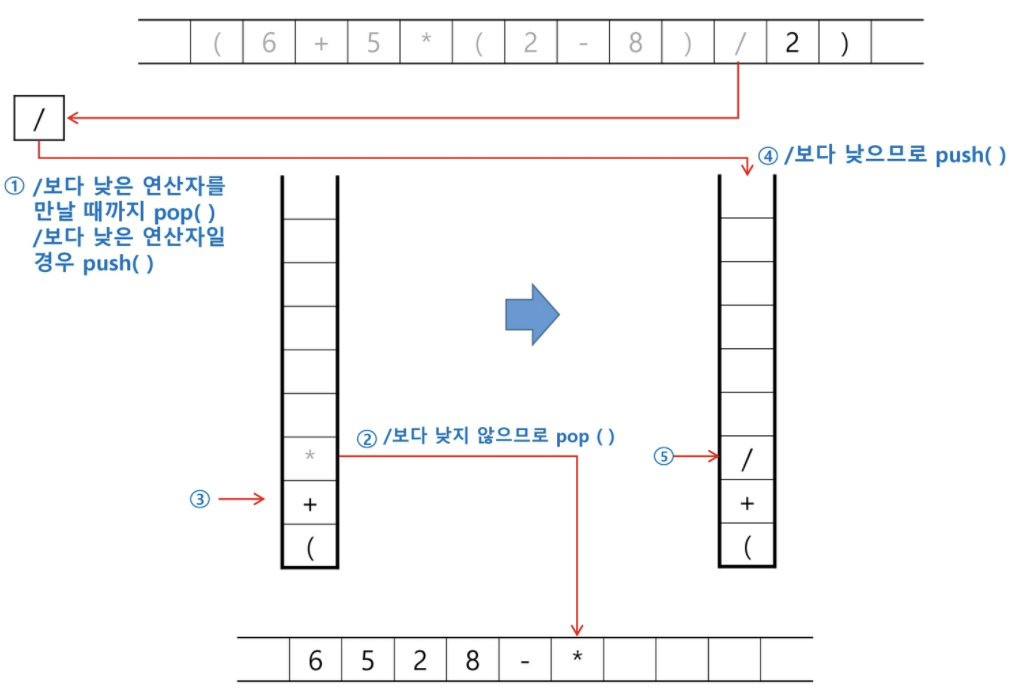 ( 6 + 5 * ( 2 - 8 ) / 2 )
/
④ /보다 낮으므로 push( )
① /보다 낮은 연산자를
만날 때까지 pop( )
/보다 낮은 연산자일
경우 push( )
② /보다 낮지 않으므로 pop ( )
*
③
+
(
⑤
/
+
(
6 5 2 8 - *